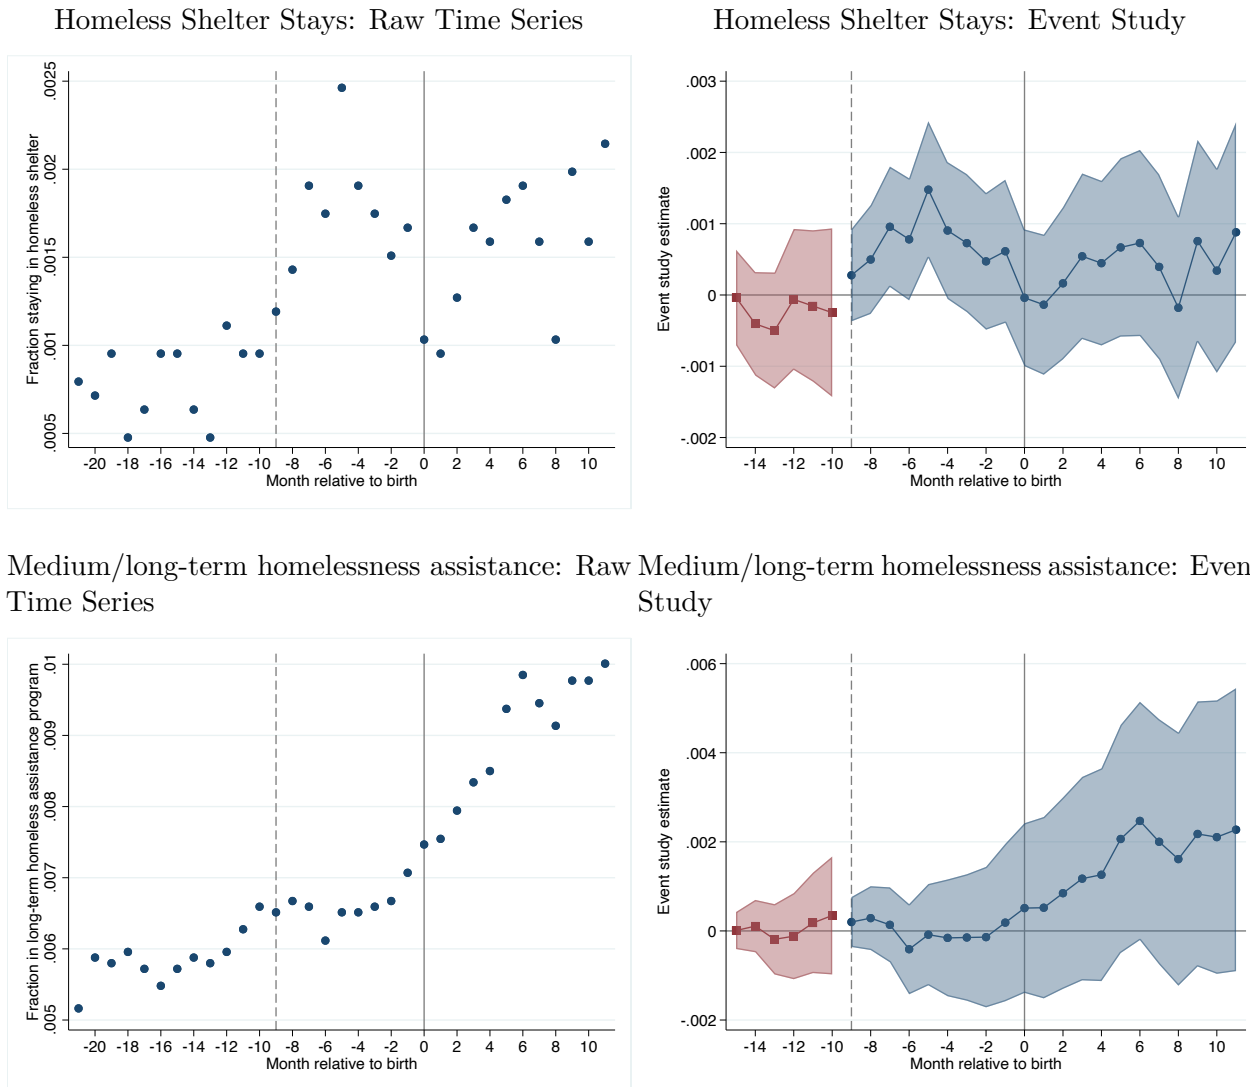 Homeless Shelter Stays: Raw Time Series
Homeless Shelter Stays: Event Study
Fraction staying in homeless shelter
.0025
.002
.0015
.001
.0005
-20 -18 -16 -14 -12 -10 -8 -6 -4 -2 0 2 4 6 8 10
Month relative to birth
Event study estimate
.003
.002
.001
0
-.001
-.002
-14 -12 -10 -8 -6 -4 -2 0 2 4 6 8 10
Month relative to birth
Medium/long-term homelessness assistance: Raw
Time Series
Medium/long-term homelessness assistance: Even
Study
Fraction in long-term homeless assistance program
.01
.009
.008
.007
.006
.005
-20 -18 -16 -14 -12 -10 -8 -6 -4 -2 0 2 4 6 8 10
Month relative to birth
Event study estimate
.006
.004
.002
0
-.002
-14 -12 -10 -8 -6 -4 -2 0 2 4 6 8 10
Month relative to birth